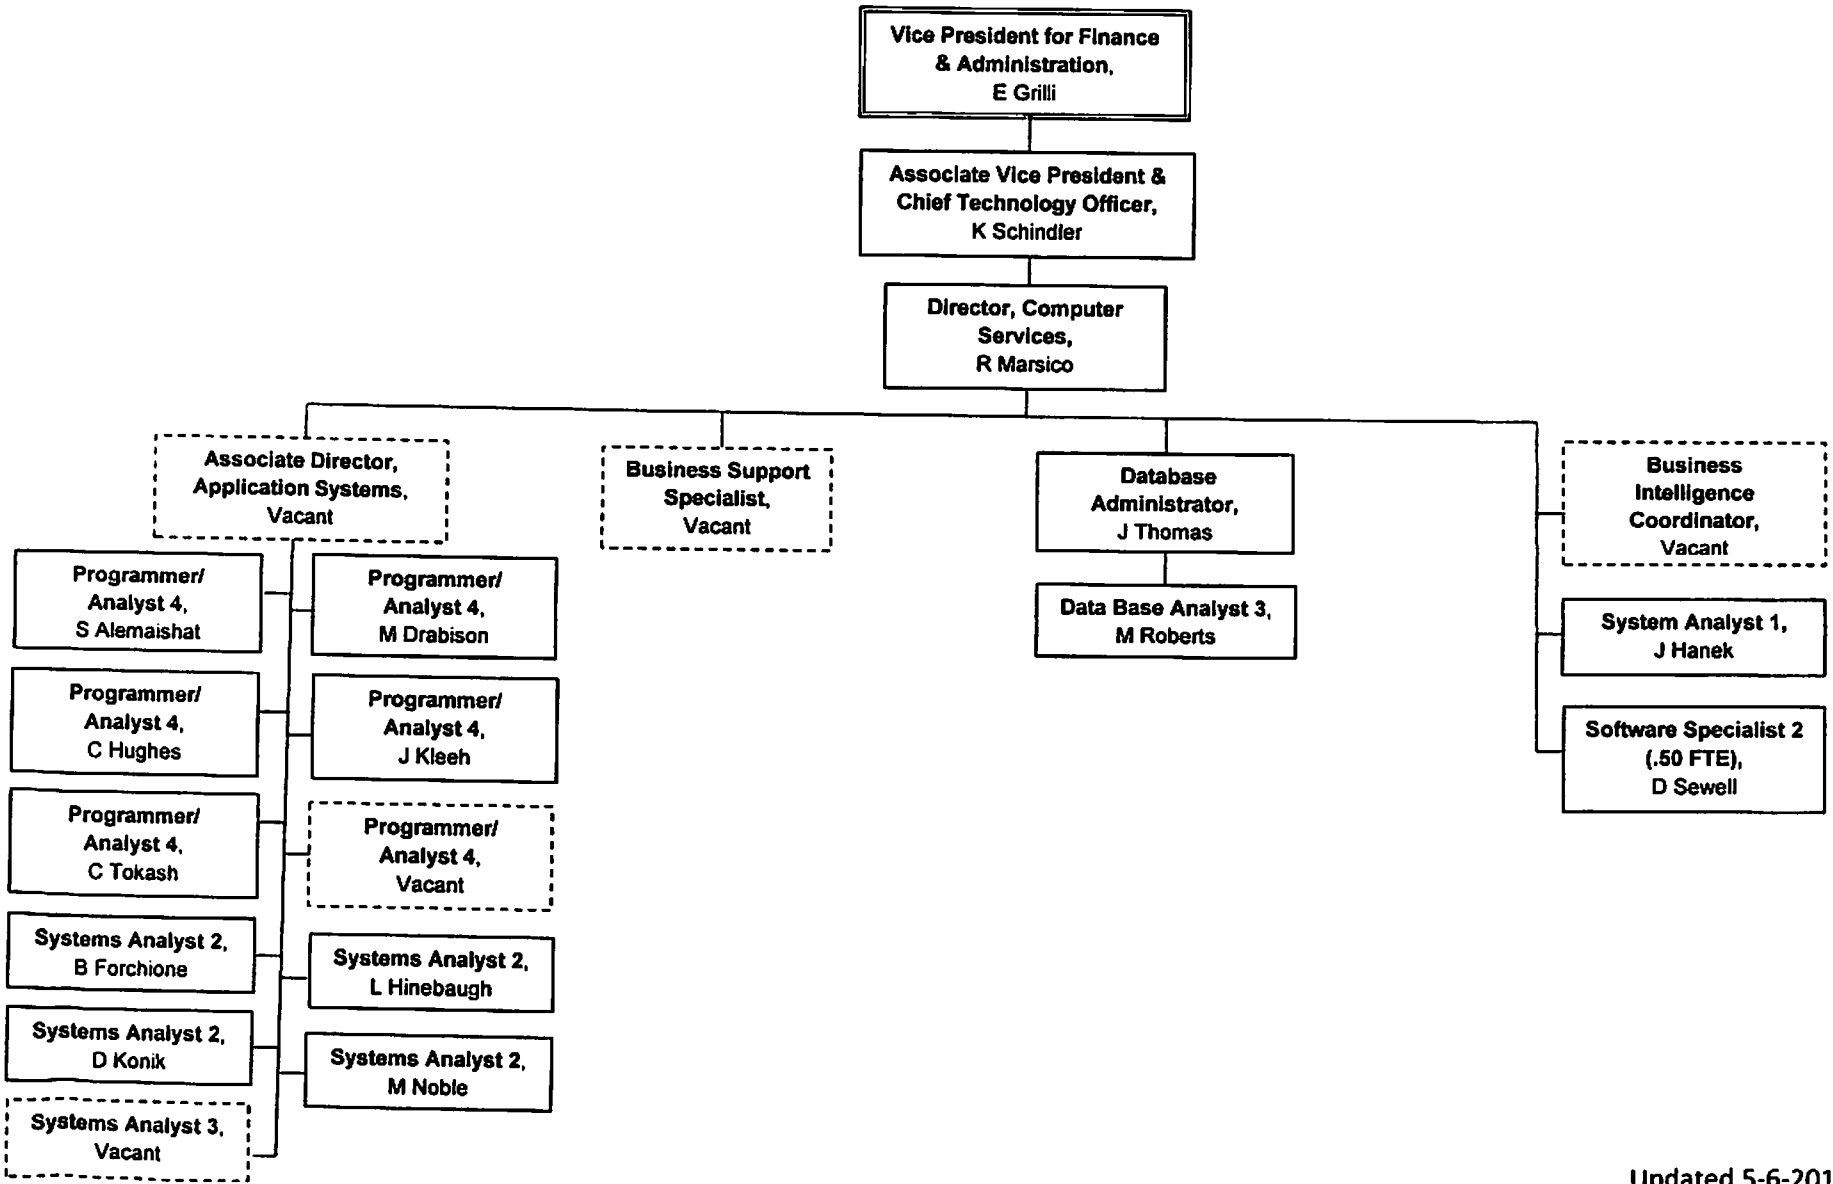 Vice President for Finance
& Administration,
E Grilli
Associate Vice President &
Chief Technology Officer,
K Schindler
Director, Computer
Services,
R Marsico
Associate Director,
Application Systems,
Vacant
Programmer/
Analyst 4,
S Alemaishat
Programmer/
Analyst 4,
M Drabison
Programmer/
Analyst 4,
C Hughes
Programmer/
Analyst 4,
J Kleeh
Programmer/
Analyst 4,
C Tokash
Programmer/
Analyst 4,
Vacant
Systems Analyst 2,
B Forchione
Systems Analyst 2,
L Hinebaugh
Systems Analyst 2,
D Konik
Systems Analyst 2,
M Noble
Systems Analyst 3,
Vacant
Business Support
Specialist,
Vacant
Database
Administrator,
J Thomas
Data Base Analyst 3,
M Roberts
Business
Intelligence
Coordinator,
Vacant
System Analyst 1,
J Hanek
Software Specialist 2
(.50 FTE),
D Sewell
Updated 5-6-201